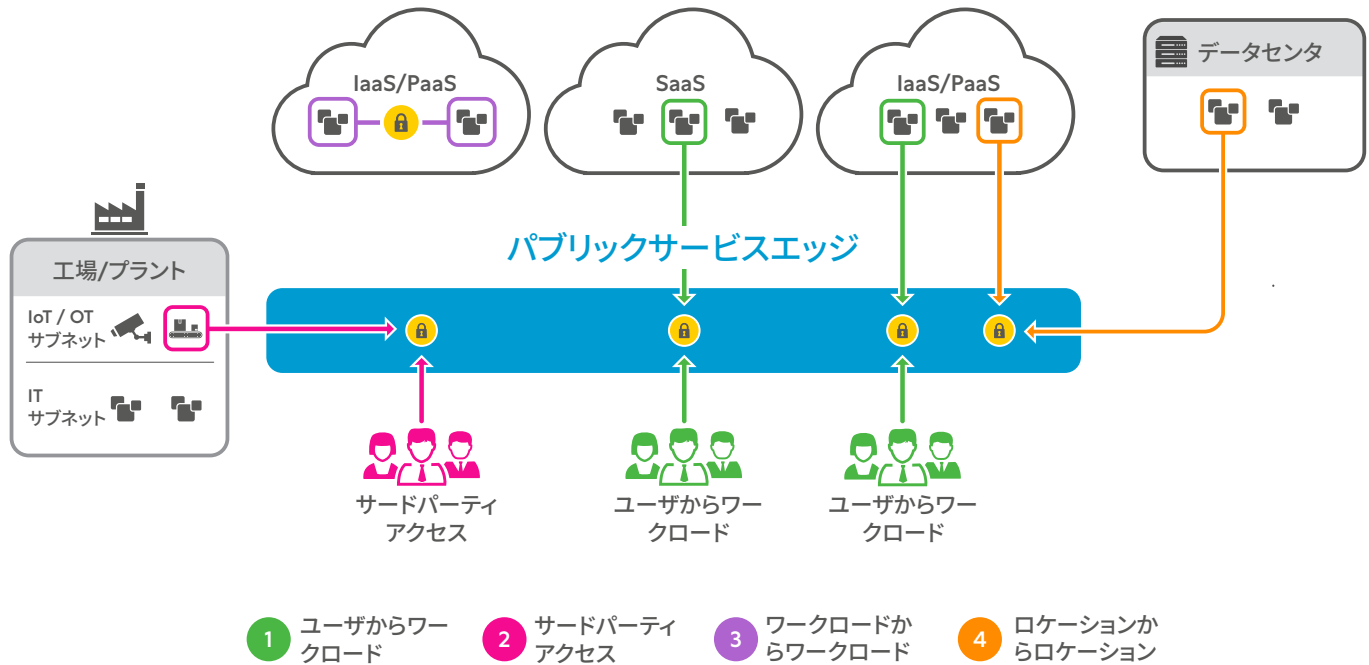 IaaS/PaaS
SaaS
IaaS/PaaS
データセンタ
パブリックサービスエッジ
工場/プラント
IoT / OT
サブネット
IT
サブネット
サードパーティ
アクセス
ユーザからワー
クロード
ユーザからワー
クロード
1 ユーザからワー
クロード
2 サードパーティ
アクセス
3 ワークロードか
らワークロード
4 ロケーションか
らロケーション